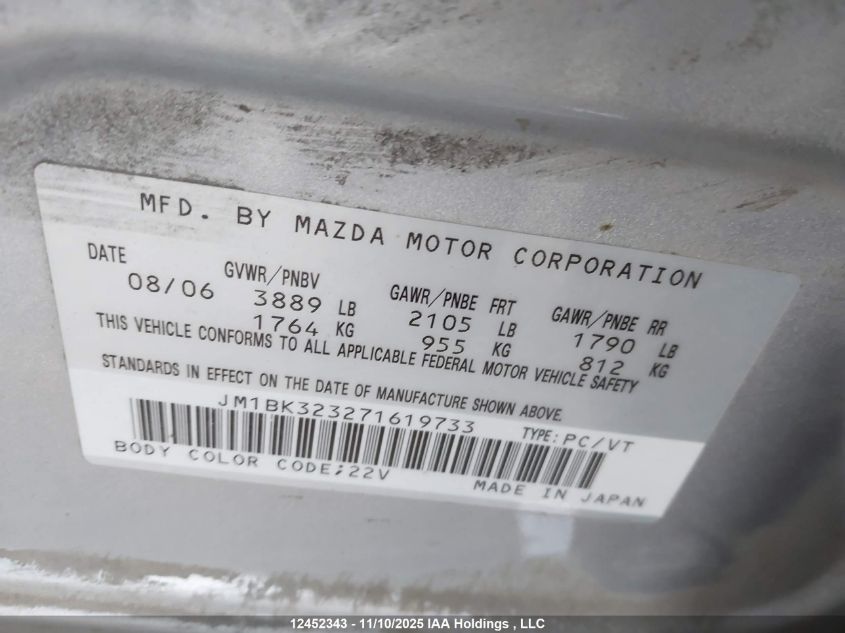 MFD. BY MAZDA MOTOR CORPORATION
DATE GVWR/PNBV GAWR/PNBE FRT GAWR/PNBE RR
08/06 3889 LB 2105 LB 1790 LB
1764 KG 955 KG 812 KG
THIS VEHICLE CONFORMS TO ALL APPLICABLE FEDERAL MOTOR VEHICLE SAFETY
STANDARDS IN EFFECT ON THE DATE OF MANUFACTURE SHOWN ABOVE.
JM1BK323271619733 TYPE: PC/VT
BODY COLOR CODE;22V MADE IN JAPAN
12452343 - 11/10/2025 IAA Holdings , LLC